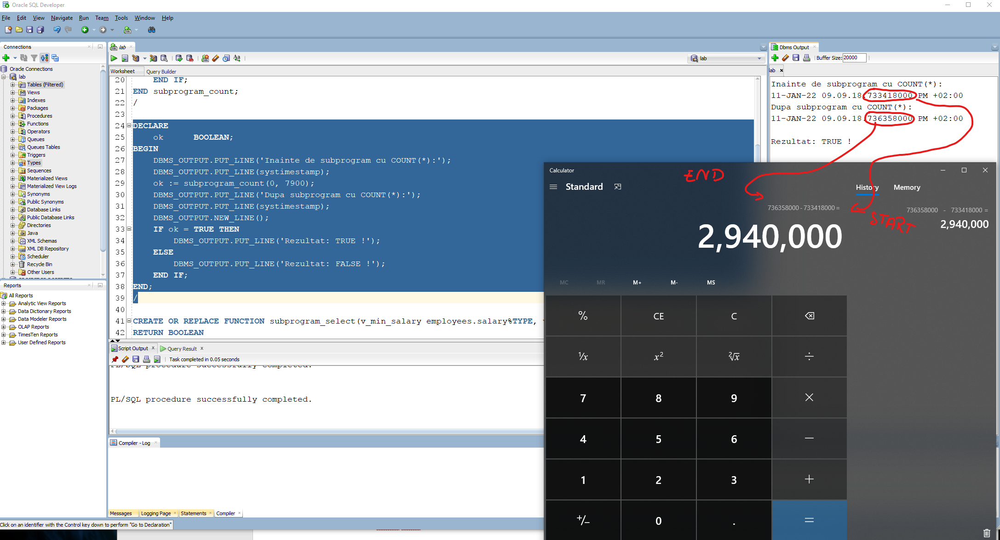 Oracle SQL Developer
File Edit View Navigate Run Team Tools Window Help
Connections
Oracle Connections
lab
Tables (Filtered)
Views
Indexes
Packages
Procedures
Functions
Operators
Queues
Queues Tables
Triggers
Types
Sequences
Materialized Views
Materialized View Logs
Synonyms
Public Synonyms
Database Links
Public Database Links
Directories
Java
XML Schemas
XML DB Repository
Scheduler
Recycle Bin
Other Users
Reports
All Reports
Analytic View Reports
Data Dictionary Reports
Data Modeler Reports
OLAP Reports
TimesTen Reports
User Defined Reports
lab
lab
Worksheet Query Builder
20 END IF;
21 END subprogram_count;
22 /
23
24 DECLARE
25 ok BOOLEAN;
26 BEGIN
27 DBMS_OUTPUT.PUT_LINE('Inainte de subprogram cu COUNT(*):');
28 DBMS_OUTPUT.PUT_LINE(systimestamp);
29 ok := subprogram_count(0, 7900);
30 DBMS_OUTPUT.PUT_LINE('Dupa subprogram cu COUNT(*):');
31 DBMS_OUTPUT.PUT_LINE(systimestamp);
32 DBMS_OUTPUT.NEW_LINE();
33 IF ok = TRUE THEN
34 DBMS_OUTPUT.PUT_LINE('Rezultat: TRUE !');
35 ELSE
36 DBMS_OUTPUT.PUT_LINE('Rezultat: FALSE !');
37 END IF;
38 END;
39 /
40
41 CREATE OR REPLACE FUNCTION subprogram_select(v_min_salary employees.salary%TYPE,
42 RETURN BOOLEAN
Script Output Query Result
Task completed in 0.05 seconds
PL/SQL procedure successfully completed.
PL/SQL procedure successfully completed.
Compiler - Log
Messages Logging Page Statements Compiler
Click on an identifier with the Control key down to perform "Go to Declaration"
Dbms Output
Buffer Size: 20000
lab
Inainte de subprogram cu COUNT(*):
11-JAN-22 09.09.18.733418000 PM +02:00
Dupa subprogram cu COUNT(*):
11-JAN-22 09.09.18.736358000 PM +02:00
Rezultat: TRUE !
Calculator
END
Standard
History Memory
736358000 - 733418000 =
2,940,000
START
736358000 - 733418000 =
2,940,000
MC MR M+ M- MS
% CE C
1/x x² ²√x ÷
7 8 9 ×
4 5 6 −
1 2 3 +
+/− 0 . =